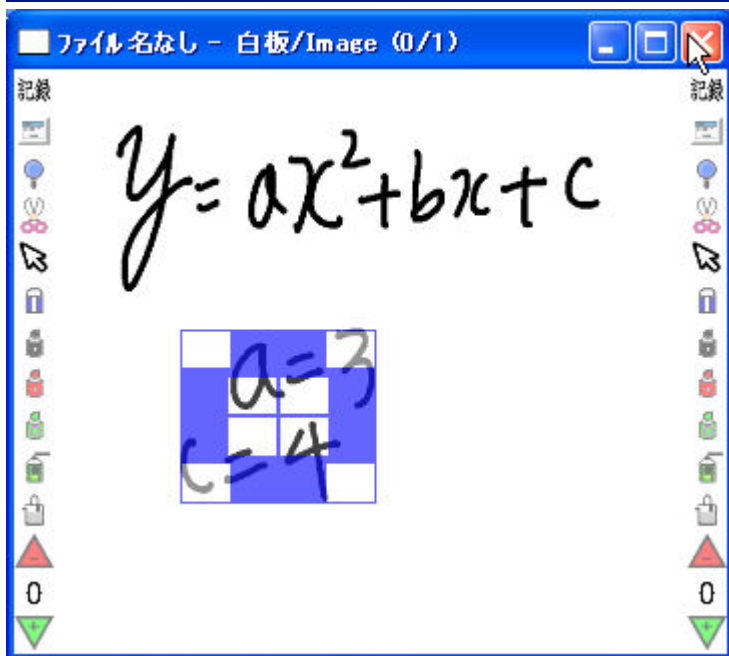 ファイル名なし - 白板/Image (0/1)
記録 記録
y=ax²+bx+c
a=3
c=4
0 0